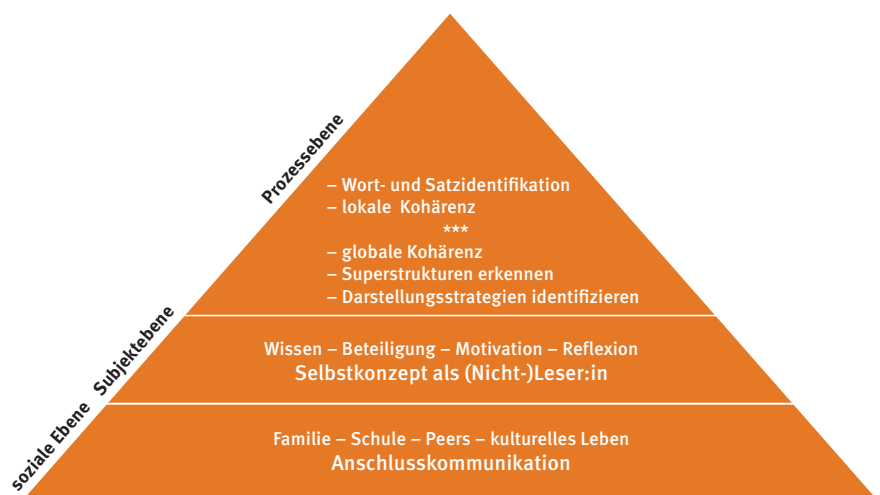 Prozessebene
– Wort- und Satzidentifikation
– lokale Kohärenz
***
– globale Kohärenz
– Superstrukturen erkennen
– Darstellungsstrategien identifizieren
Subjektebene
Wissen – Beteiligung – Motivation – Reflexion
Selbstkonzept als (Nicht-)Leser:in
soziale Ebene
Familie – Schule – Peers – kulturelles Leben
Anschlusskommunikation